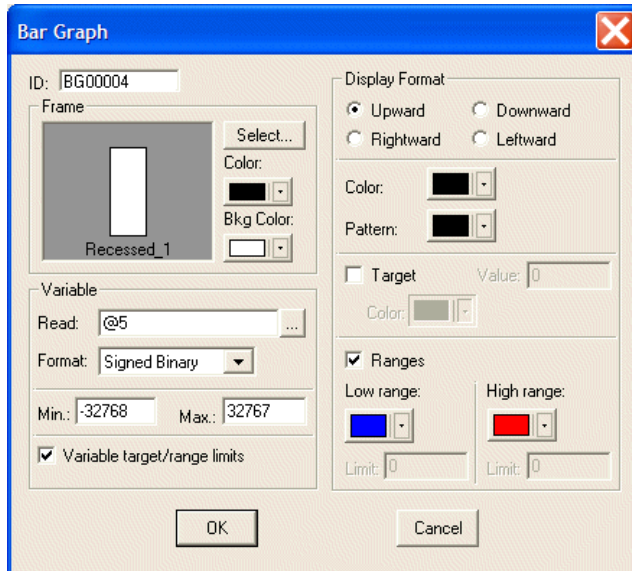 Bar Graph
ID: BG00004
Frame
Select...
Color:
Bkg Color:
Recessed_1
Variable
Read: @5 ...
Format: Signed Binary
Min.: -32768 Max.: 32767
Variable target/range limits
Display Format
Upward Downward
Rightward Leftward
Color:
Pattern:
Target Value: 0
Color:
Ranges
Low range: High range:
Limit: 0 Limit: 0
OK Cancel